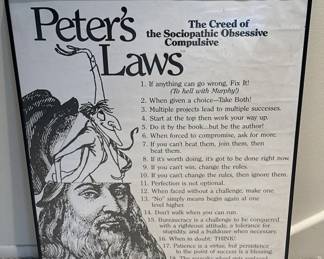 Peter's
Laws
The Creed of
the Sociopathic Obsessive
Compulsive
1. If anything can go wrong, Fix It!
(To hell with Murphy!)
2. When given a choice—Take Both!
3. Multiple projects lead to multiple successes.
4. Start at the top then work your way up.
5. Do it by the book...but be the author!
6. When forced to compromise, ask for more.
7. If you can't beat them, join them, then
beat them.
8. If it's worth doing, it's got to be done right now.
9. If you can't win, change the rules.
10. If you can't change the rules, then ignore them.
11. Perfection is not optional.
12. When faced without a challenge, make one.
13. "No" simply means begin again at one
level higher.
14. Don't walk when you can run.
15. Bureaucracy is a challenge to be conquered
with a righteous attitude, a tolerance for
stupidity, and a bulldozer when necessary.
16. When in doubt: THINK!
17. Patience is a virtue, but persistence
to the point of success is a blessing.